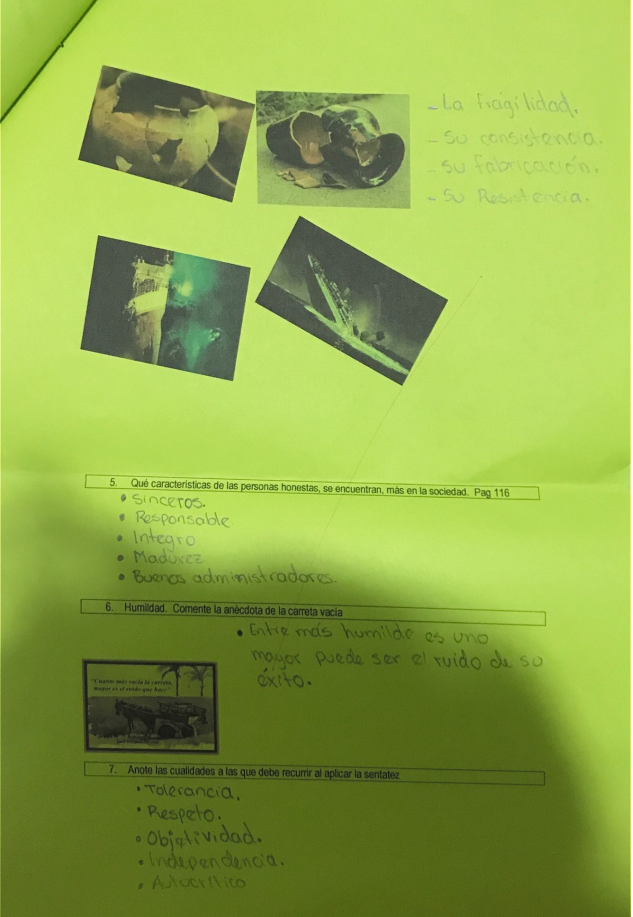 - La fragilidad.
- Su consistencia.
- su fabricación.
- Su Resistencia.
5. Qué características de las personas honestas, se encuentran, más en la sociedad. Pag 116
• Sinceros.
• Responsable
• Integro
• Madurez
• Buenos administradores.
6. Humildad. Comente la anécdota de la carreta vacía
• Entre más humilde es uno
mayor puede ser el ruido de su
éxito.
"Cuanto más vacía la carreta,
mayor es el ruido que hace"
7. Anote las cualidades a las que debe recurrir al aplicar la sentatez
• Tolerancia.
• Respeto.
• Objetividad.
• Independencia.
• Autocrítico